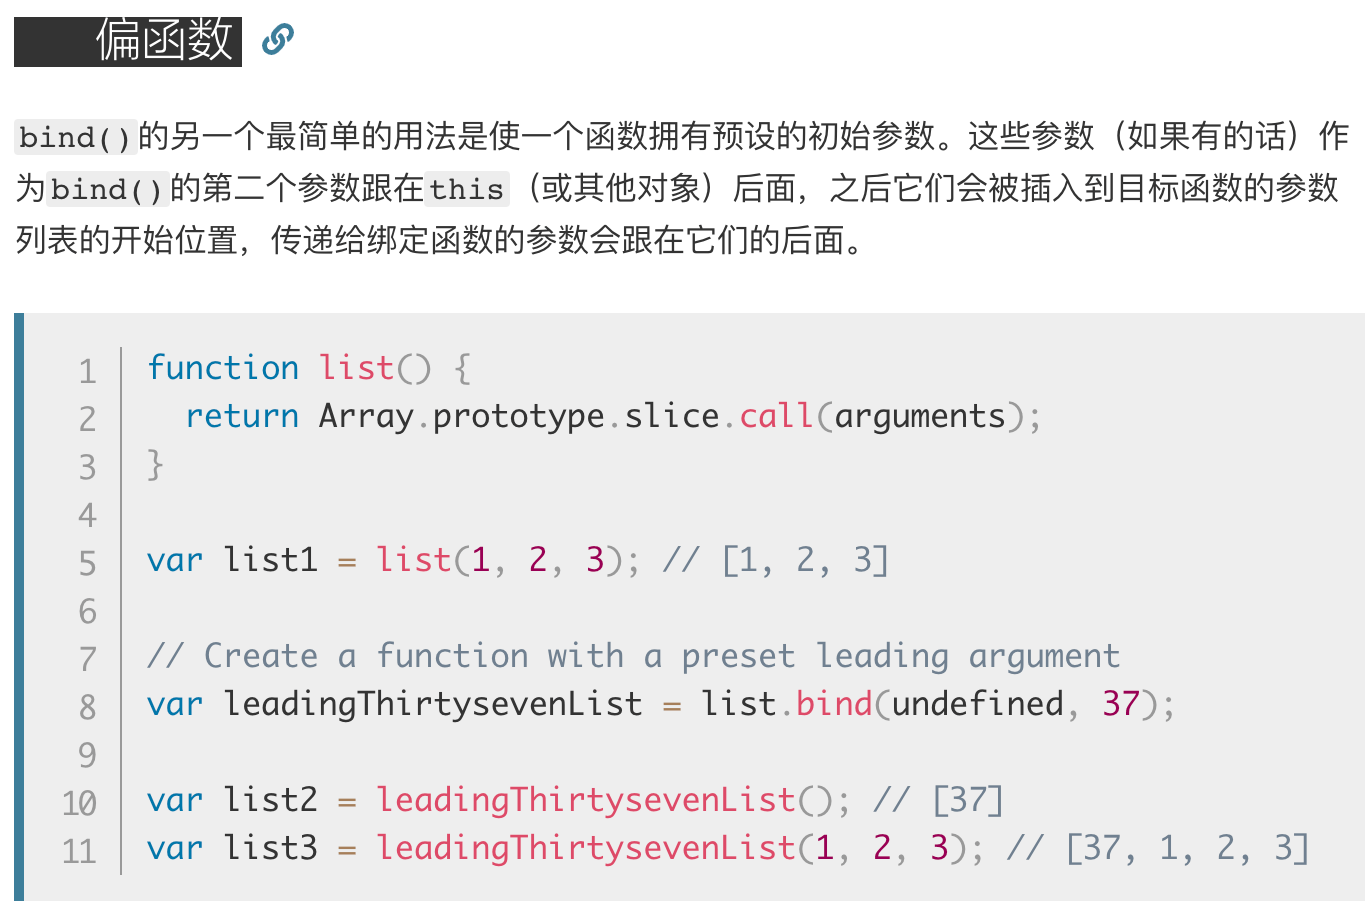 偏函数
bind()的另一个最简单的用法是使一个函数拥有预设的初始参数。这些参数（如果有的话）作
为bind()的第二个参数跟在this（或其他对象）后面，之后它们会被插入到目标函数的参数
列表的开始位置，传递给绑定函数的参数会跟在它们的后面。
1 function list() {
2   return Array.prototype.slice.call(arguments);
3 }
4
5 var list1 = list(1, 2, 3); // [1, 2, 3]
6
7 // Create a function with a preset leading argument
8 var leadingThirtysevenList = list.bind(undefined, 37);
9
10 var list2 = leadingThirtysevenList(); // [37]
11 var list3 = leadingThirtysevenList(1, 2, 3); // [37, 1, 2, 3]